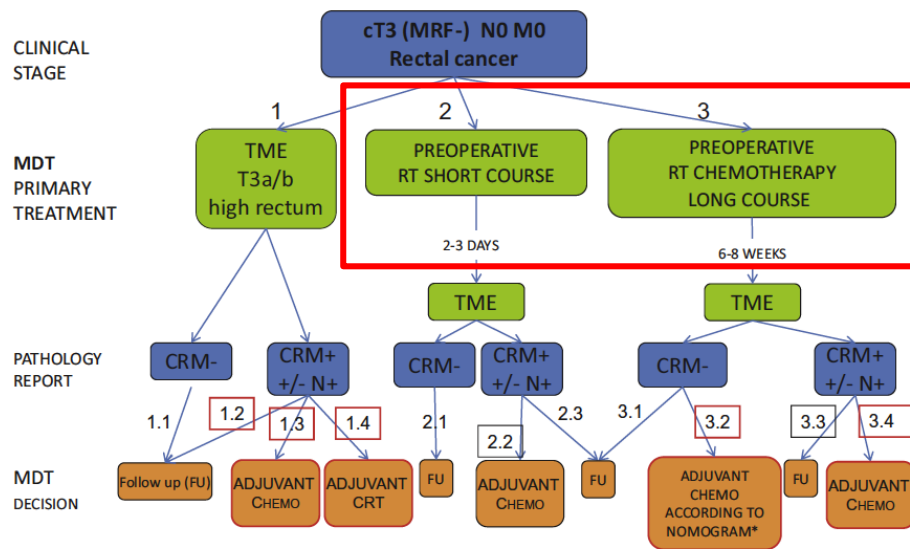 CLINICAL
STAGE
cT3 (MRF-) N0 M0
Rectal cancer
1
2
3
MDT
PRIMARY
TREATMENT
TME
T3a/b
high rectum
PREOPERATIVE
RT SHORT COURSE
PREOPERATIVE
RT CHEMOTHERAPY
LONG COURSE
2-3 DAYS
6-8 WEEKS
TME
TME
PATHOLOGY
REPORT
CRM-
CRM+
+/- N+
CRM-
CRM+
+/- N+
CRM-
CRM+
+/- N+
1.1
1.2
1.3
1.4
2.1
2.2
2.3
3.1
3.2
3.3
3.4
MDT
DECISION
Follow up (FU)
ADJUVANT
CHEMO
ADJUVANT
CRT
FU
ADJUVANT
CHEMO
FU
ADJUVANT
CHEMO
ACCORDING TO
NOMOGRAM*
FU
ADJUVANT
CHEMO